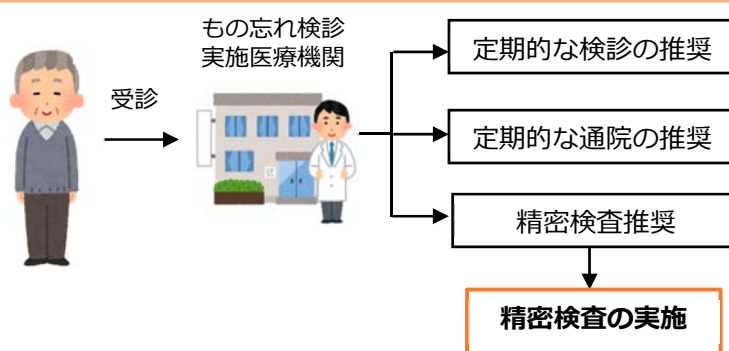 もの忘れ検診
実施医療機関
受診
定期的な検診の推奨
定期的な通院の推奨
精密検査推奨
精密検査の実施